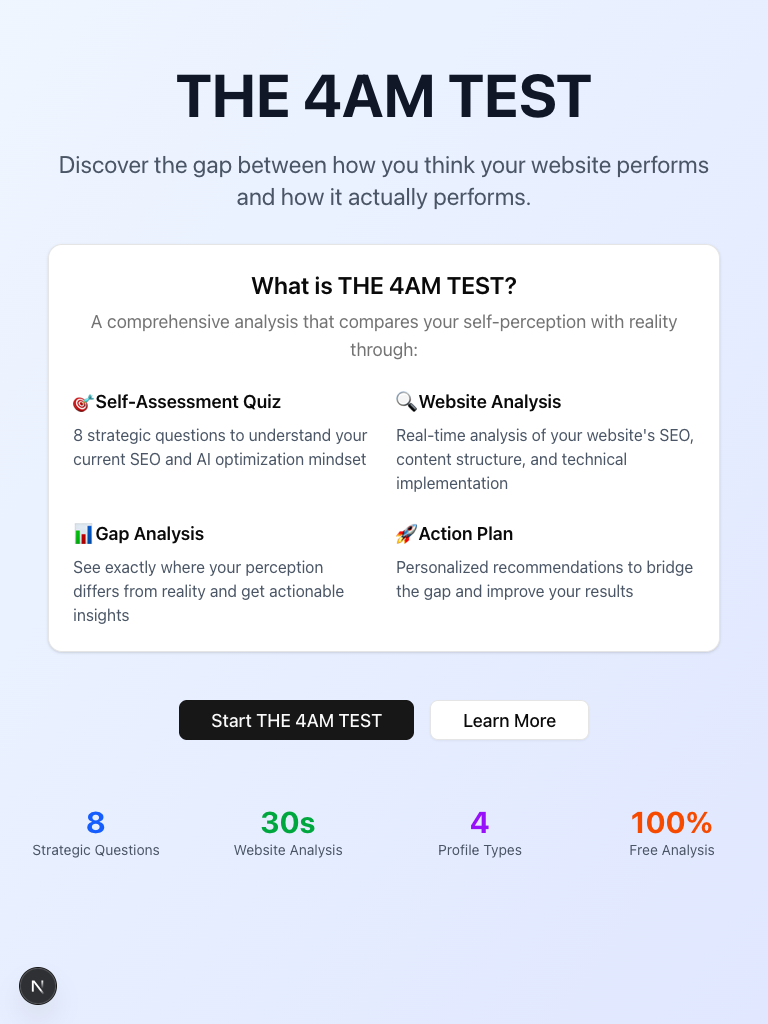 THE 4AM TEST
Discover the gap between how you think your website performs
and how it actually performs.
What is THE 4AM TEST?
A comprehensive analysis that compares your self-perception with reality
through:
🎯Self-Assessment Quiz
8 strategic questions to understand your
current SEO and AI optimization mindset
🔍Website Analysis
Real-time analysis of your website's SEO,
content structure, and technical
implementation
📊Gap Analysis
See exactly where your perception
differs from reality and get actionable
insights
🚀Action Plan
Personalized recommendations to bridge
the gap and improve your results
Start THE 4AM TEST
Learn More
8
Strategic Questions
30s
Website Analysis
4
Profile Types
100%
Free Analysis
N